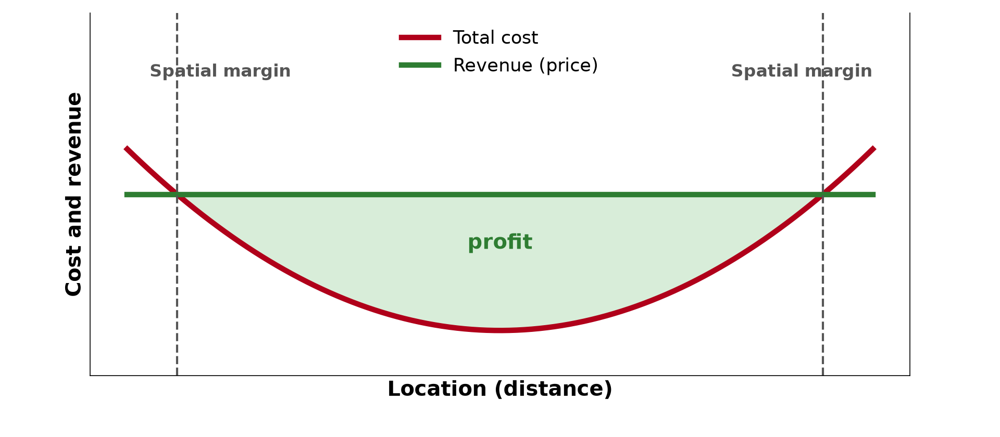 Total cost
Revenue (price)
Spatial margin
Spatial margin
Cost and revenue
profit
Location (distance)